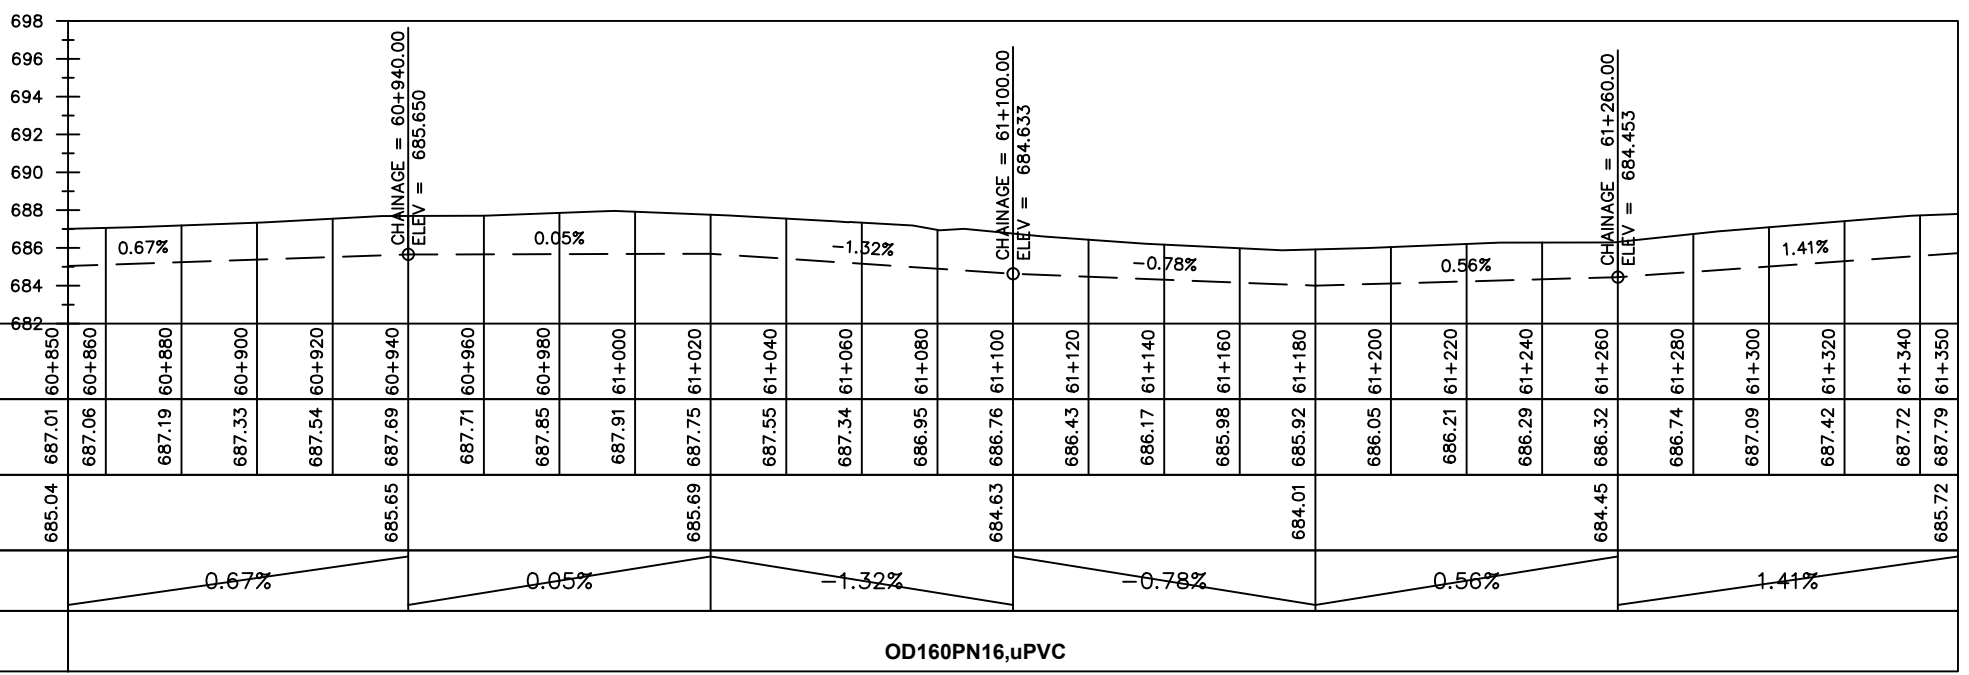 698
696
694
692
690
688
686
684
682
CHAINAGE = 60+940.00
ELEV = 685.650
CHAINAGE = 61+100.00
ELEV = 684.633
CHAINAGE = 61+260.00
ELEV = 684.453
0.67% 0.05% -1.32% -0.78% 0.56% 1.41%
60+850 60+860 60+880 60+900 60+920 60+940 60+960 60+980 61+000 61+020 61+040 61+060 61+080 61+100 61+120 61+140 61+160 61+180 61+200 61+220 61+240 61+260 61+280 61+300 61+320 61+340 61+350
687.01 687.06 687.19 687.33 687.54 687.69 687.71 687.85 687.91 687.75 687.55 687.34 686.95 686.76 686.43 686.17 685.98 685.92 686.05 686.21 686.29 686.32 686.74 687.09 687.42 687.72 687.79
685.04 685.65 685.69 684.63 684.01 684.45 685.72
0.67% 0.05% -1.32% -0.78% 0.56% 1.41%
OD160PN16,uPVC